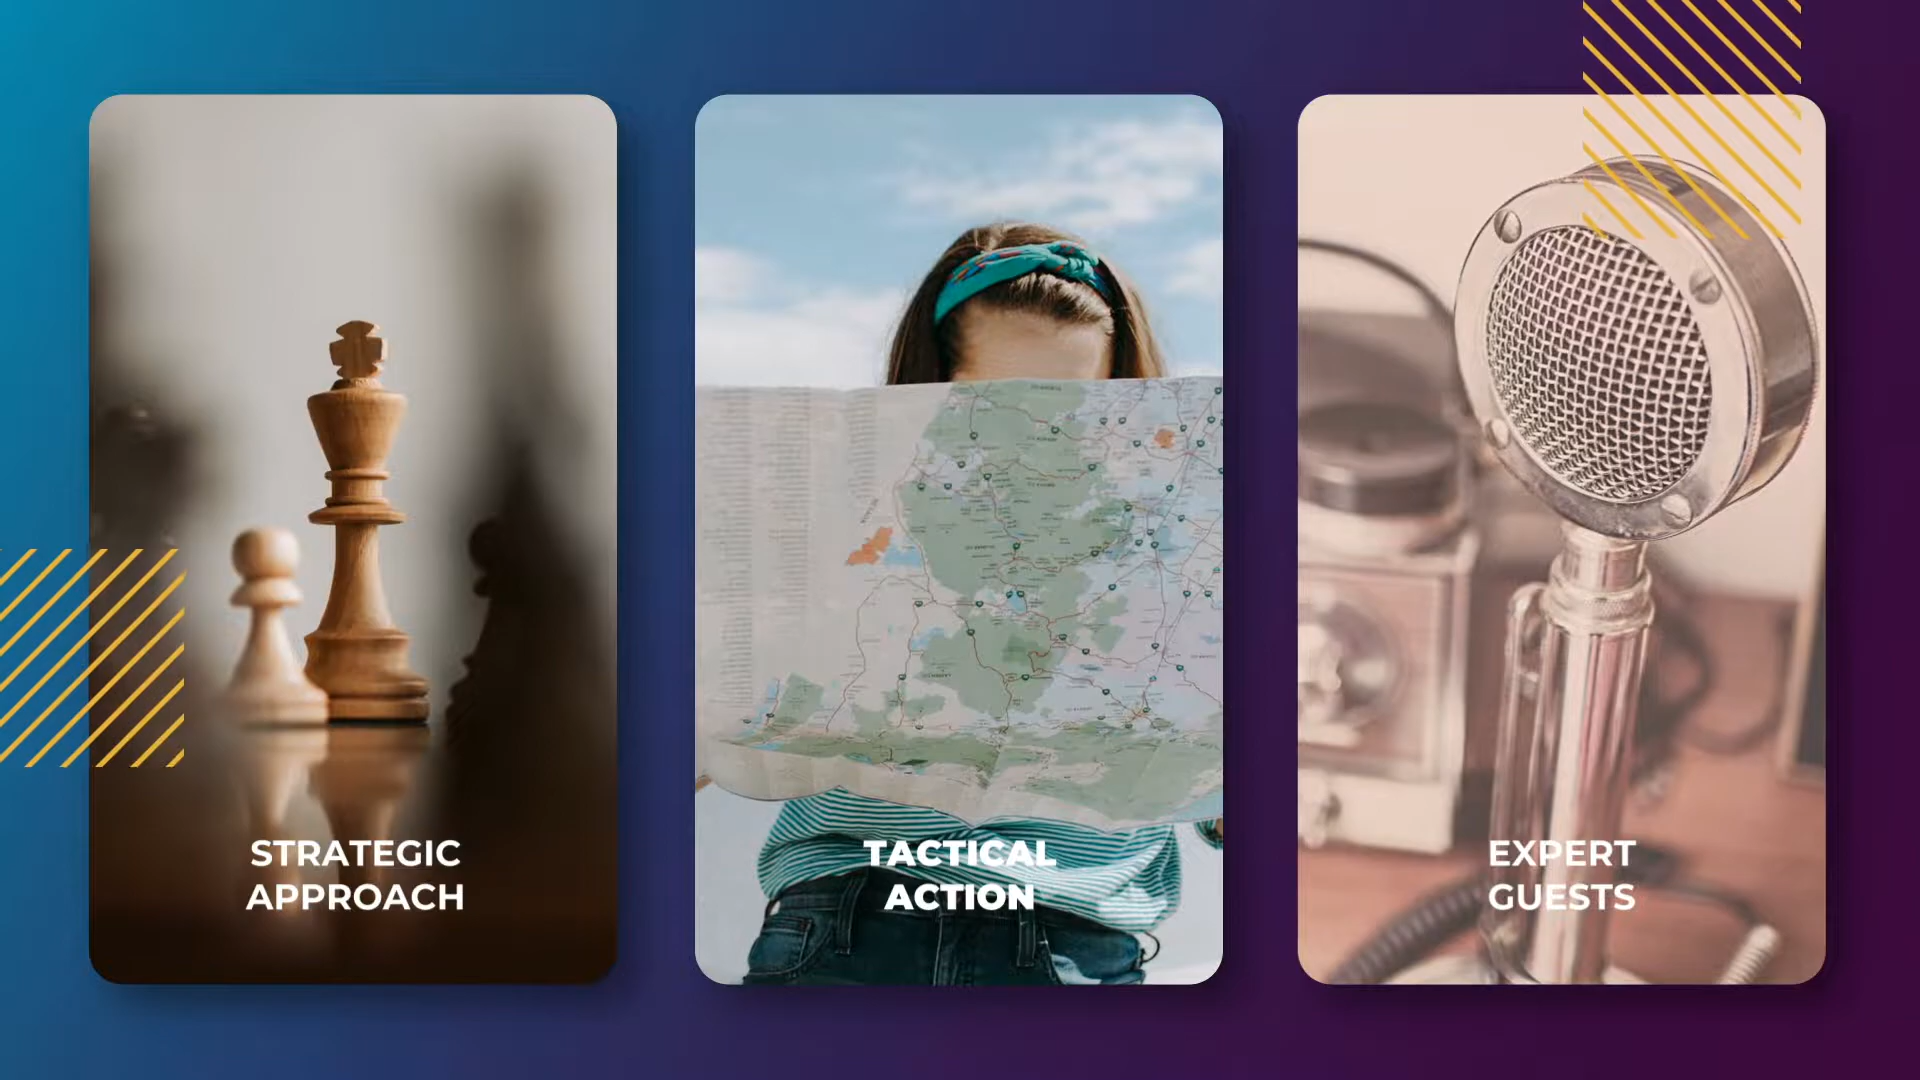 STRATEGIC
APPROACH
TACTICAL
ACTION
EXPERT
GUESTS